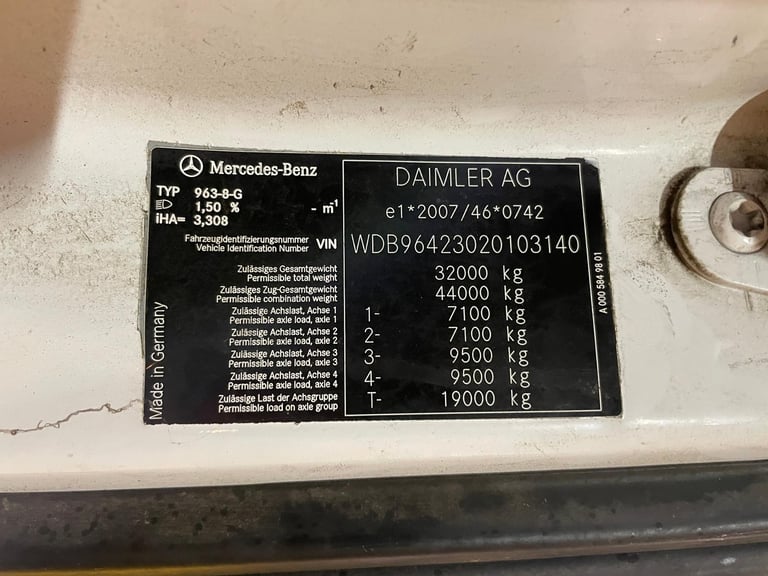 Mercedes-Benz
TYP 963-8-G
1,50 % - m⁻¹
iHA= 3,308
Fahrzeugidentifizierungsnummer
Vehicle Identification Number VIN
Zulässiges Gesamtgewicht
Permissible total weight
Zulässiges Zug-Gesamtgewicht
Permissible combination weight
Zulässige Achslast, Achse 1
Permissible axle load, axle 1
Zulässige Achslast, Achse 2
Permissible axle load, axle 2
Zulässige Achslast, Achse 3
Permissible axle load, axle 3
Zulässige Achslast, Achse 4
Permissible axle load, axle 4
Zulässige Last der Achsgruppe
Permissible load on axle group
Made in Germany
DAIMLER AG
e1*2007/46*0742
WDB96423020103140
32000 kg
44000 kg
1- 7100 kg
2- 7100 kg
3- 9500 kg
4- 9500 kg
T- 19000 kg
A 000 584 98 01